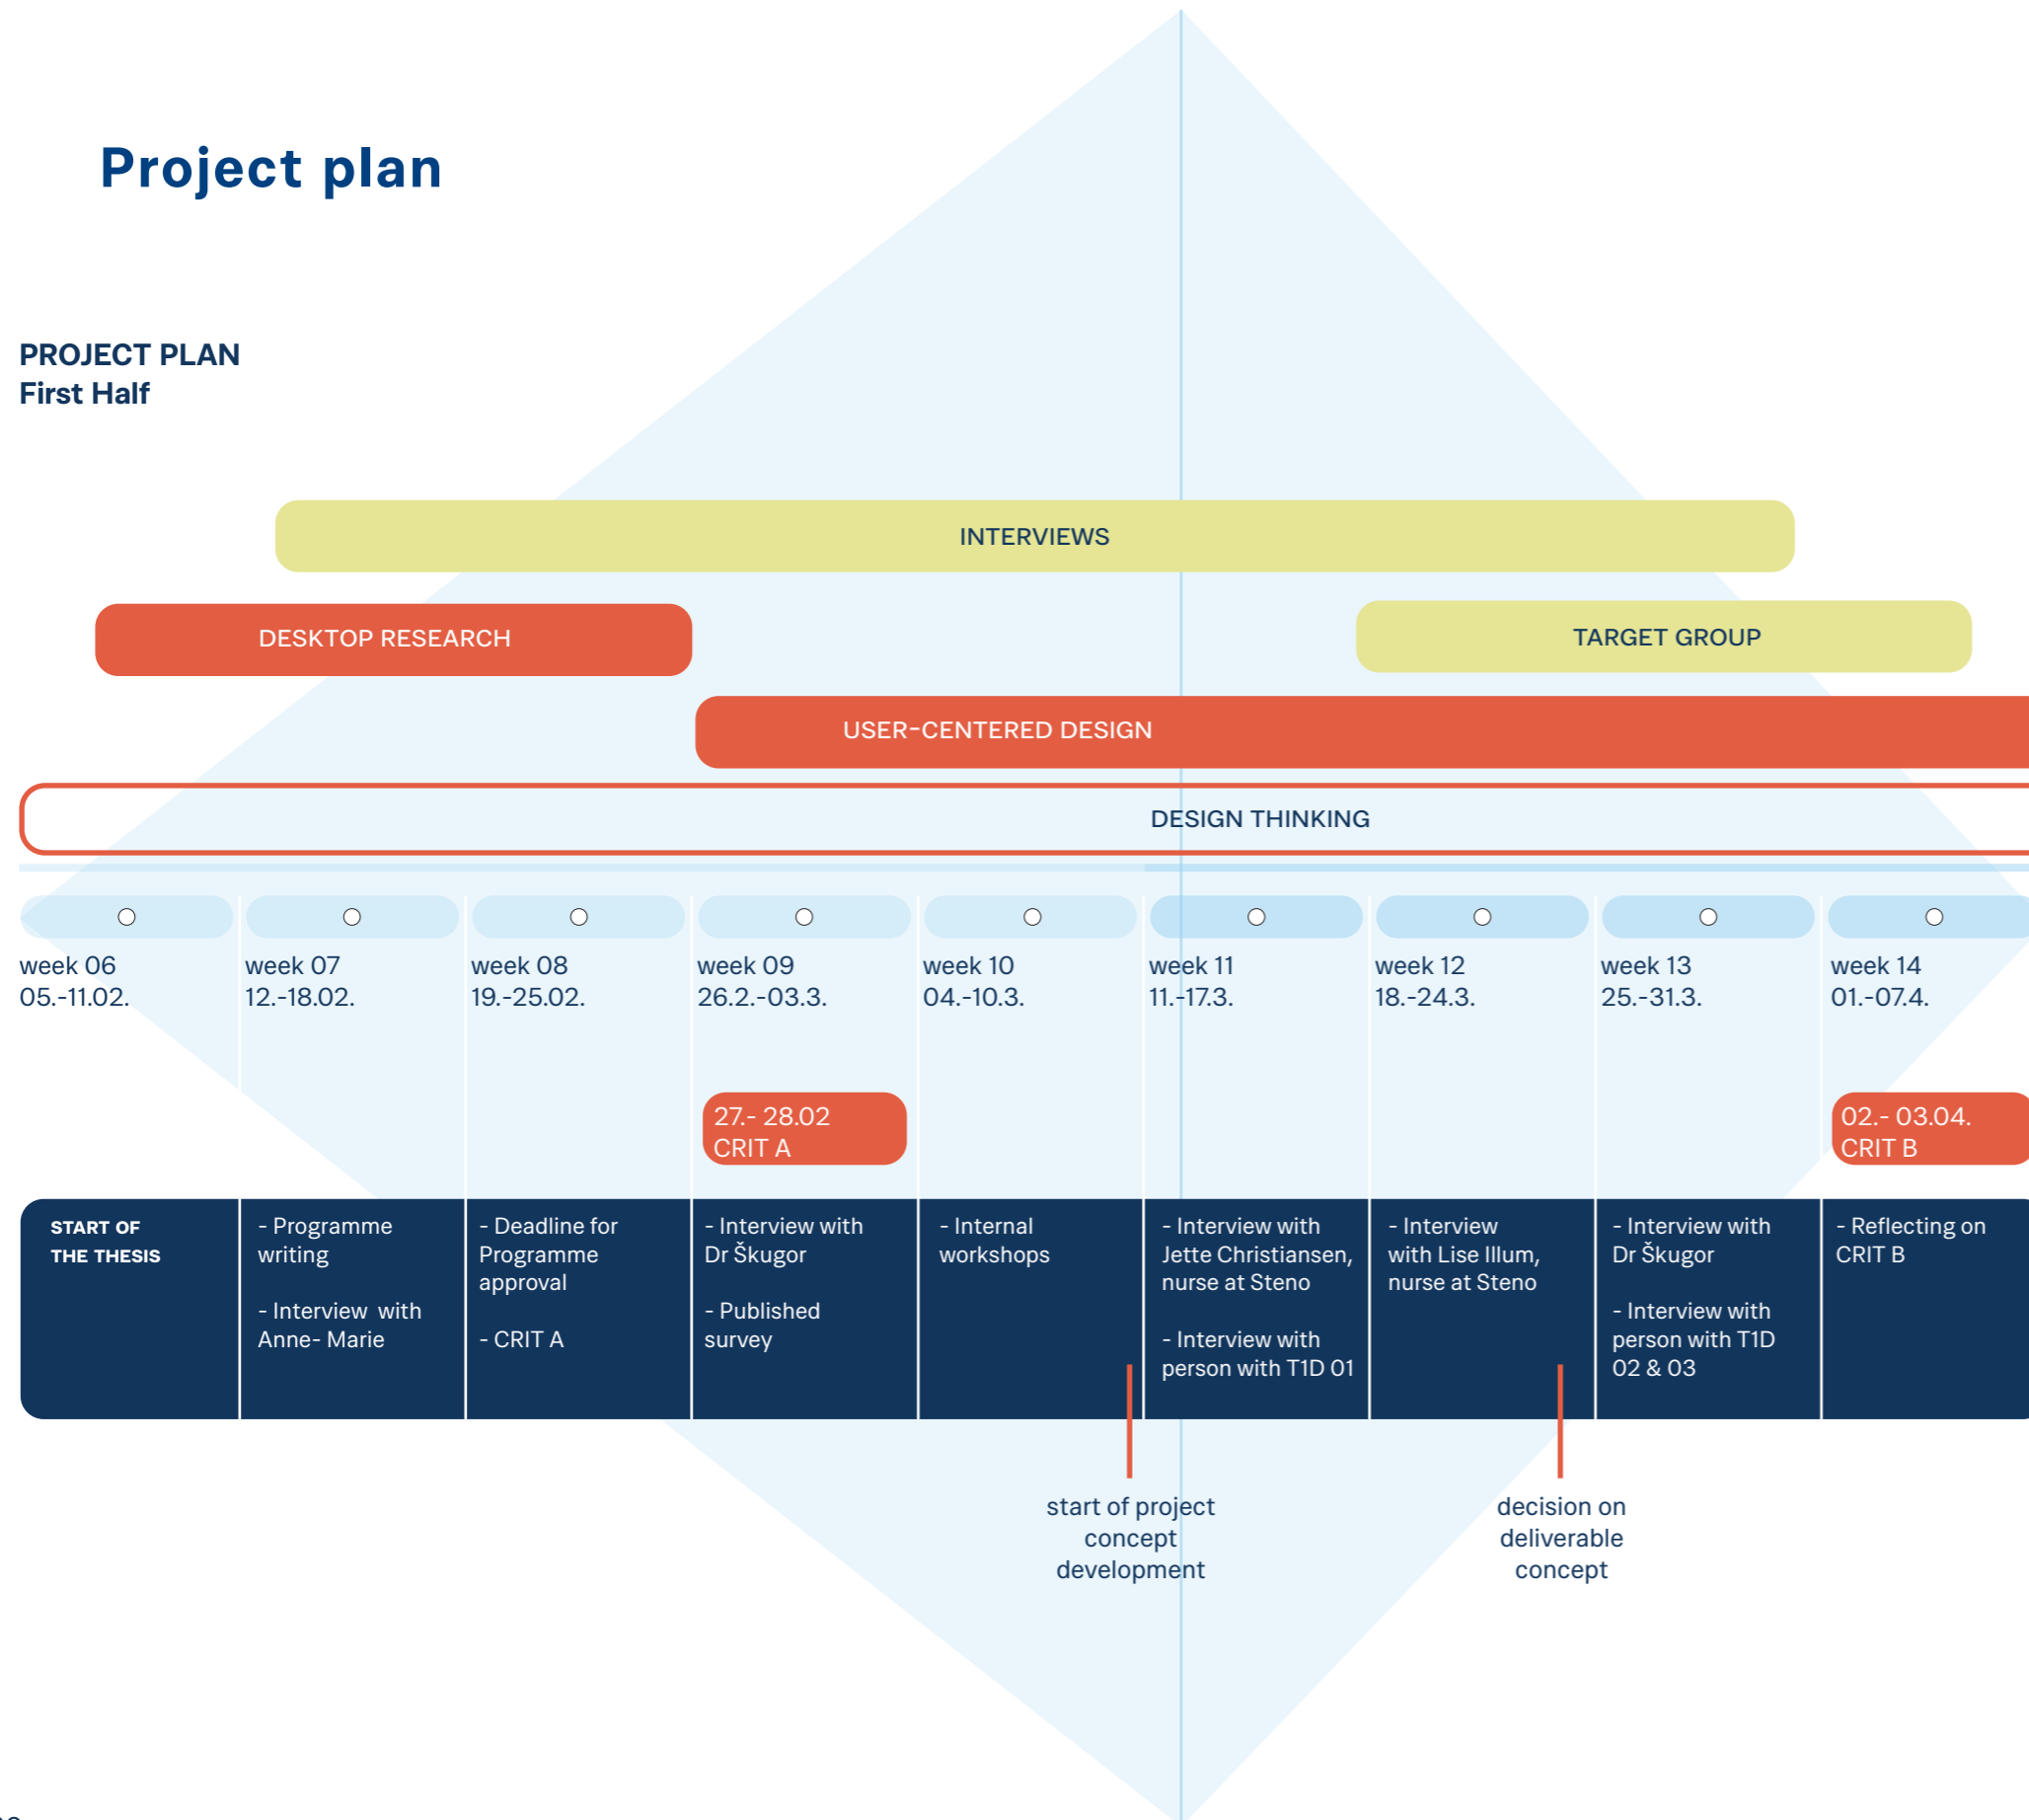 Project plan
PROJECT PLAN
First Half
INTERVIEWS
DESKTOP RESEARCH
TARGET GROUP
USER-CENTERED DESIGN
DESIGN THINKING
week 06
05.-11.02.
week 07
12.-18.02.
week 08
19.-25.02.
week 09
26.2.-03.3.
week 10
04.-10.3.
week 11
11.-17.3.
week 12
18.-24.3.
week 13
25.-31.3.
week 14
01.-07.4.
27.- 28.02
CRIT A
02.- 03.04.
CRIT B
START OF
THE THESIS
- Programme
writing
- Interview  with
Anne- Marie
- Deadline for
Programme
approval
- CRIT A
- Interview with
Dr Škugor
- Published
survey
- Internal
workshops
- Interview with
Jette Christiansen,
nurse at Steno
- Interview with
person with T1D 01
- Interview
with Lise Illum,
nurse at Steno
- Interview with
Dr Škugor
- Interview with
person with T1D
02 & 03
- Reflecting on
CRIT B
start of project
concept
development
decision on
deliverable
concept